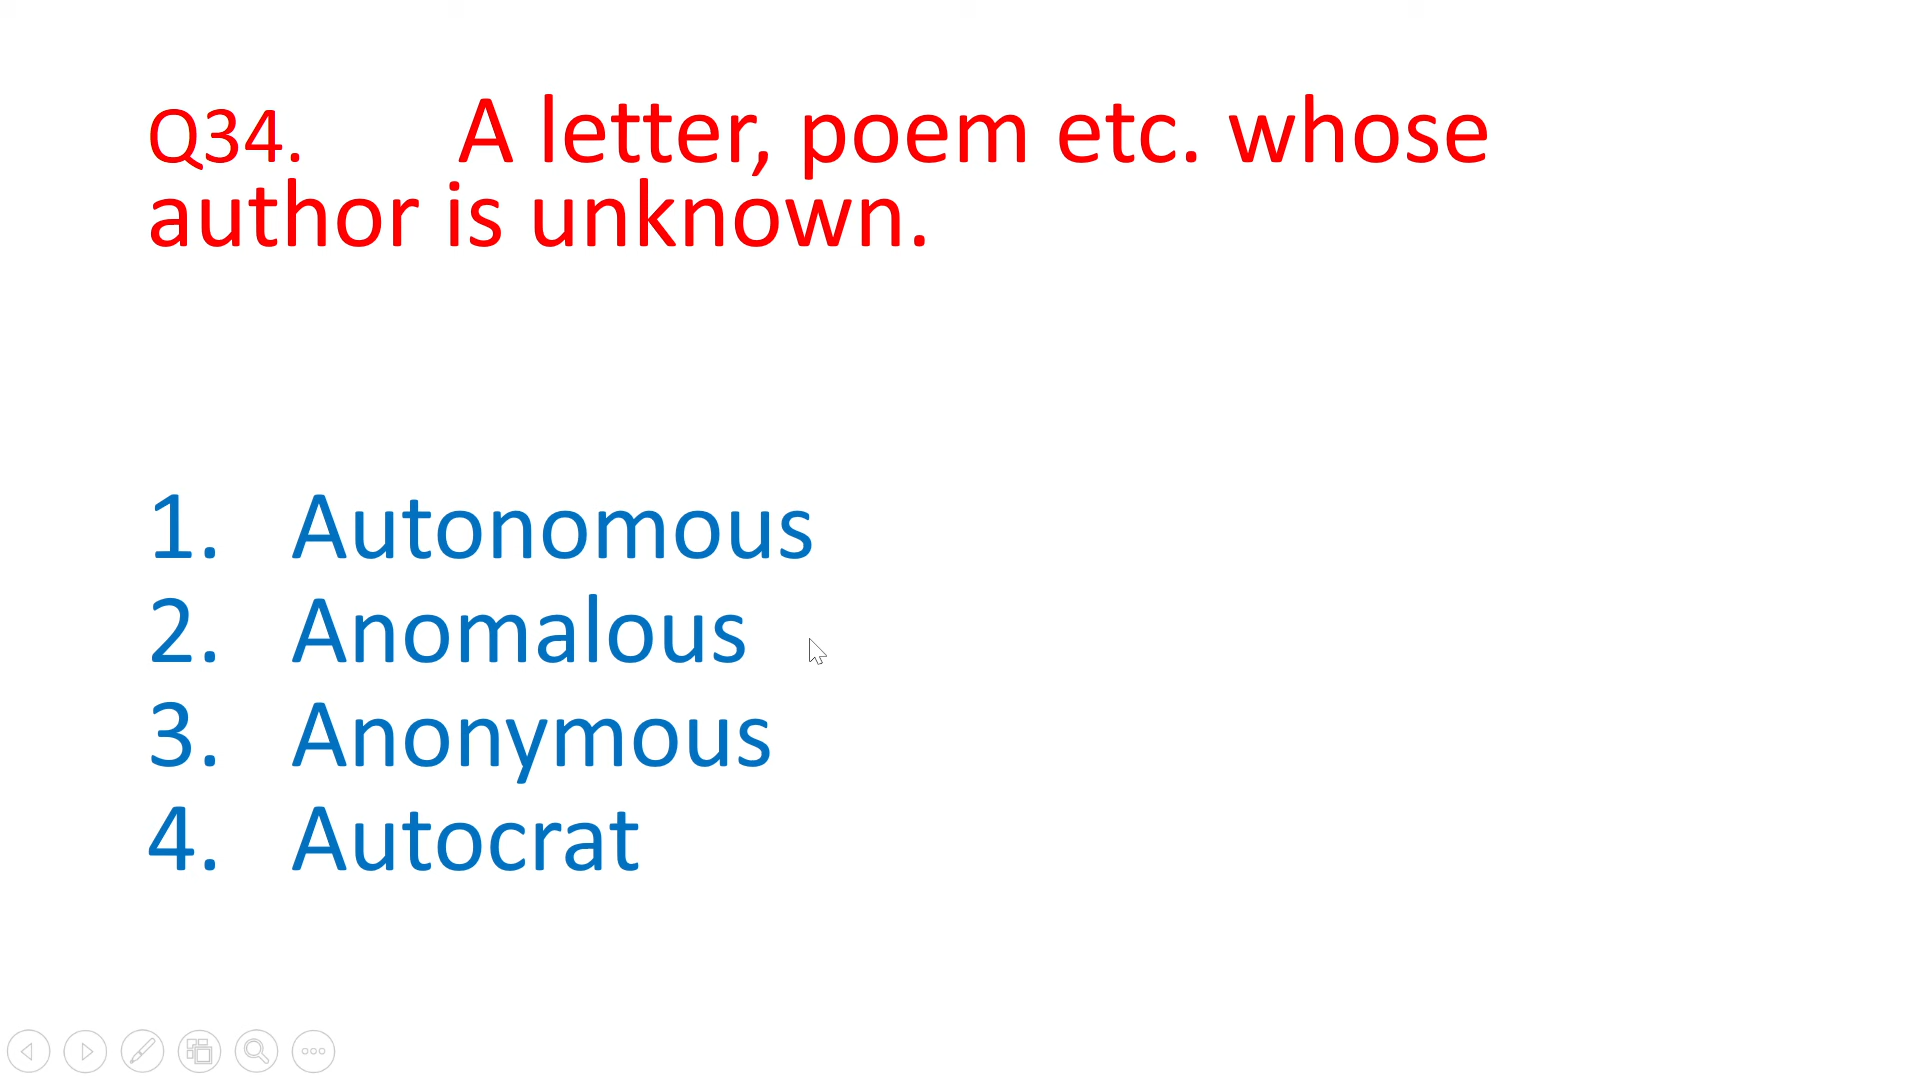 Q34. A letter, poem etc. whose
author is unknown.
1. Autonomous
2. Anomalous
3. Anonymous
4. Autocrat